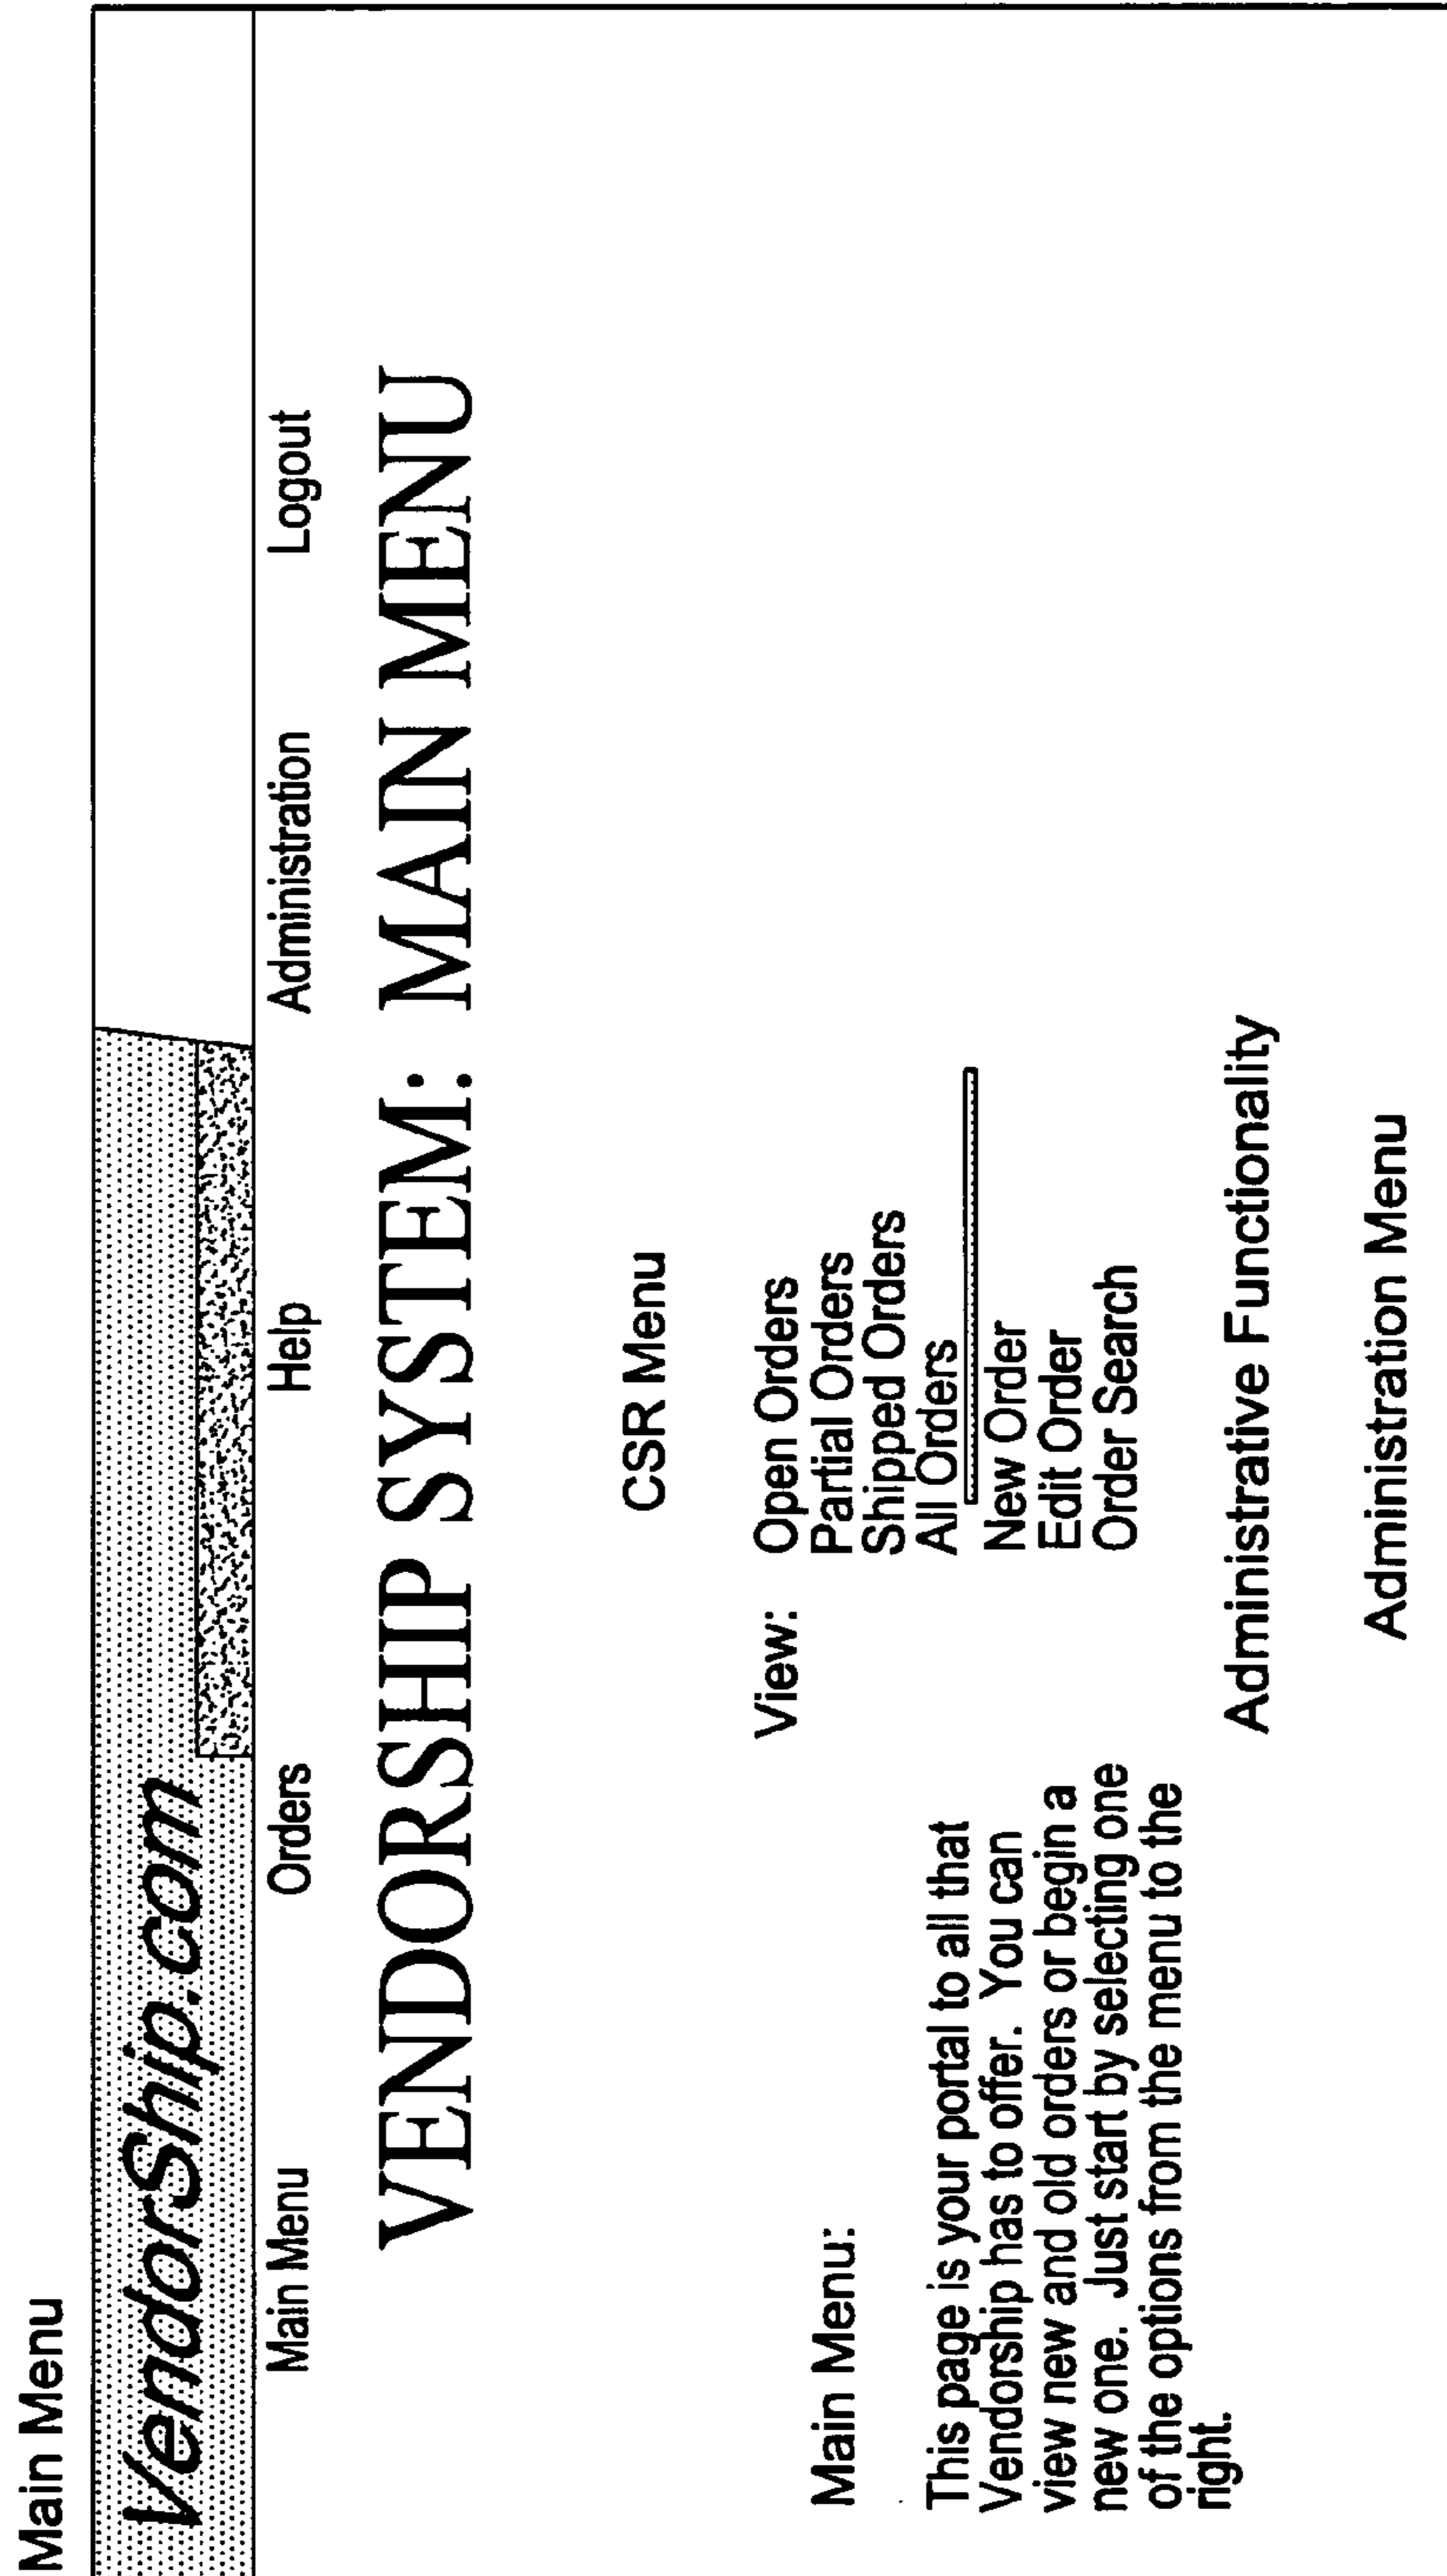 Main Menu
VendorShip.com
Main Menu Orders Help Administration Logout
VENDORSHIP SYSTEM: MAIN MENU
CSR Menu
Main Menu:
This page is your portal to all that
Vendorship has to offer. You can
view new and old orders or begin a
new one. Just start by selecting one
of the options from the menu to the
right.
View: Open Orders
Partial Orders
Shipped Orders
All Orders
New Order
Edit Order
Order Search
Administrative Functionality
Administration Menu